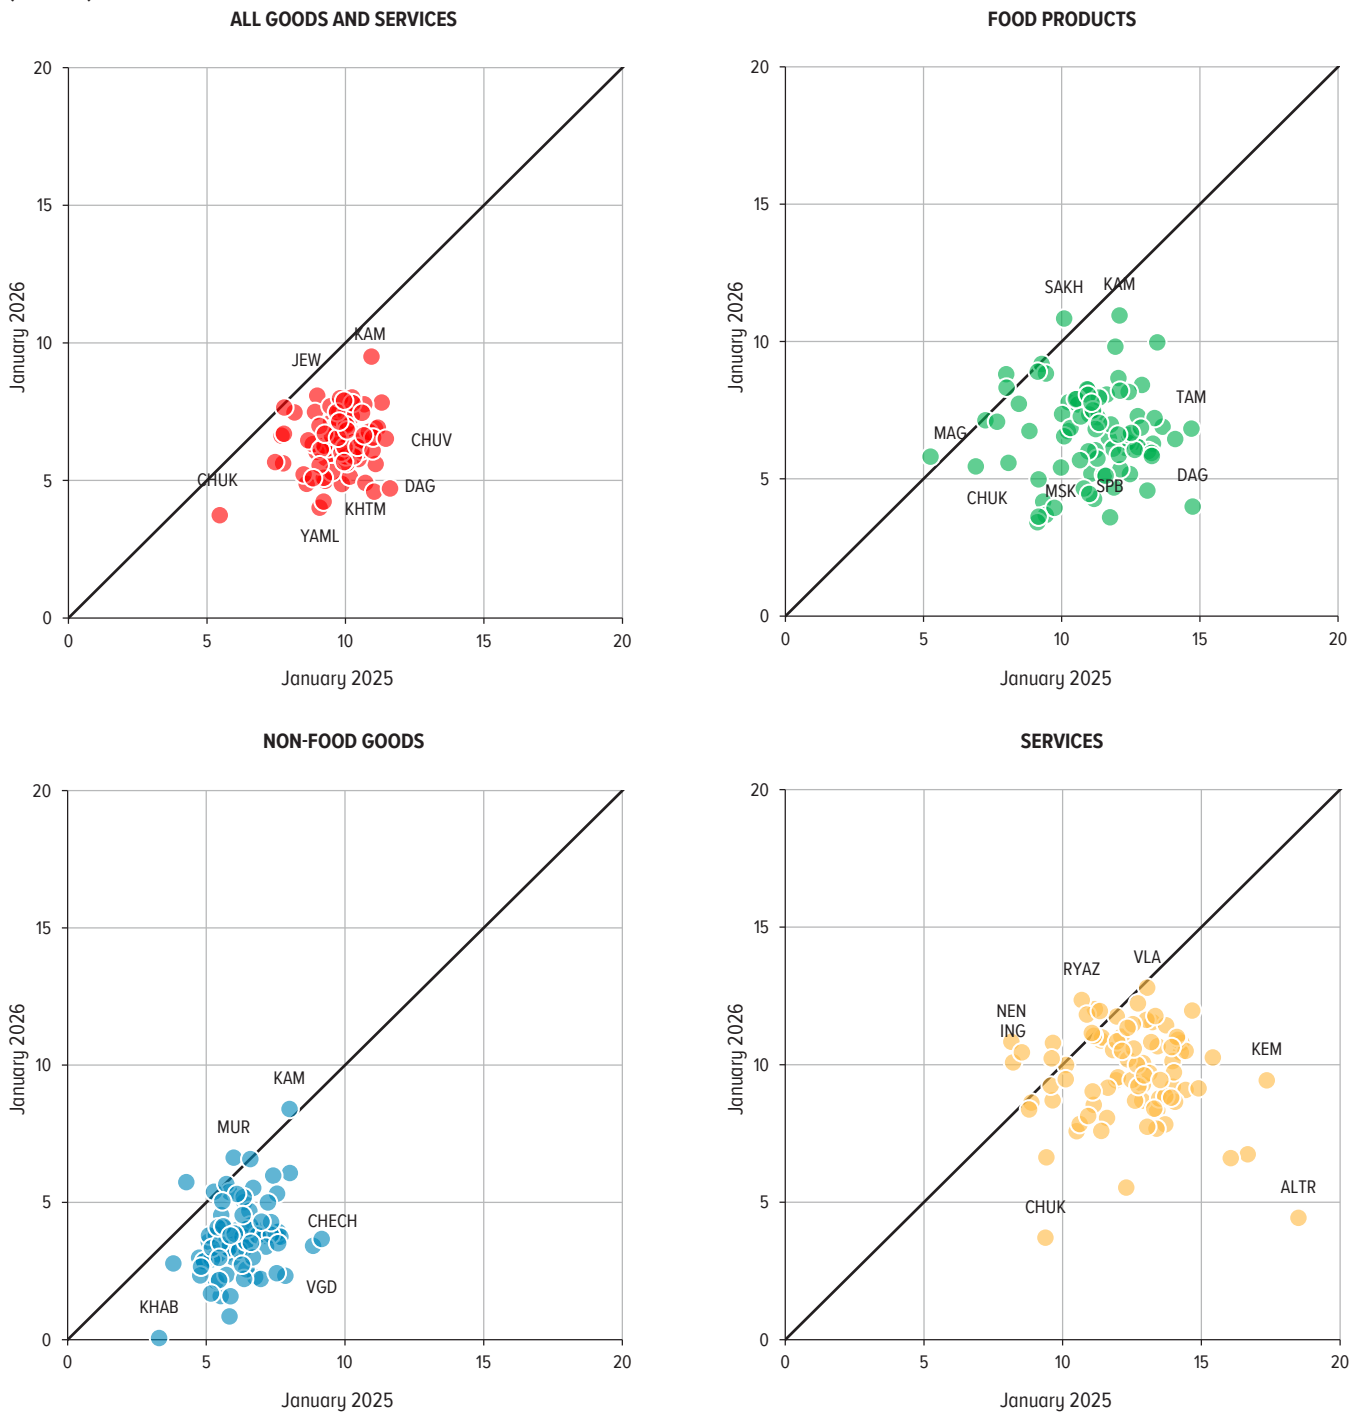 ALL GOODS AND SERVICES
20
15
10
5
0
0 5 10 15 20
January 2026
January 2025
KAM
JEW
CHUV
CHUK
DAG
KHTM
YAML
FOOD PRODUCTS
20
15
10
5
0
0 5 10 15 20
January 2026
January 2025
SAKH KAM
TAM
MAG
DAG
CHUK MSK SPB
NON-FOOD GOODS
20
15
10
5
0
0 5 10 15 20
January 2026
January 2025
KAM
MUR
CHECH
VGD
KHAB
SERVICES
20
15
10
5
0
0 5 10 15 20
January 2026
January 2025
VLA
RYAZ
NEN
ING
KEM
ALTR
CHUK